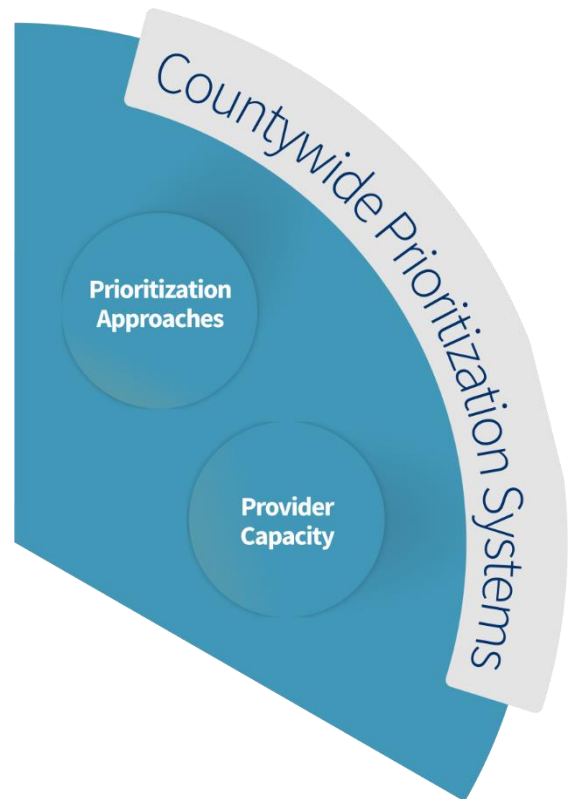 Countywide Prioritization Systems
Prioritization
Approaches
Provider
Capacity